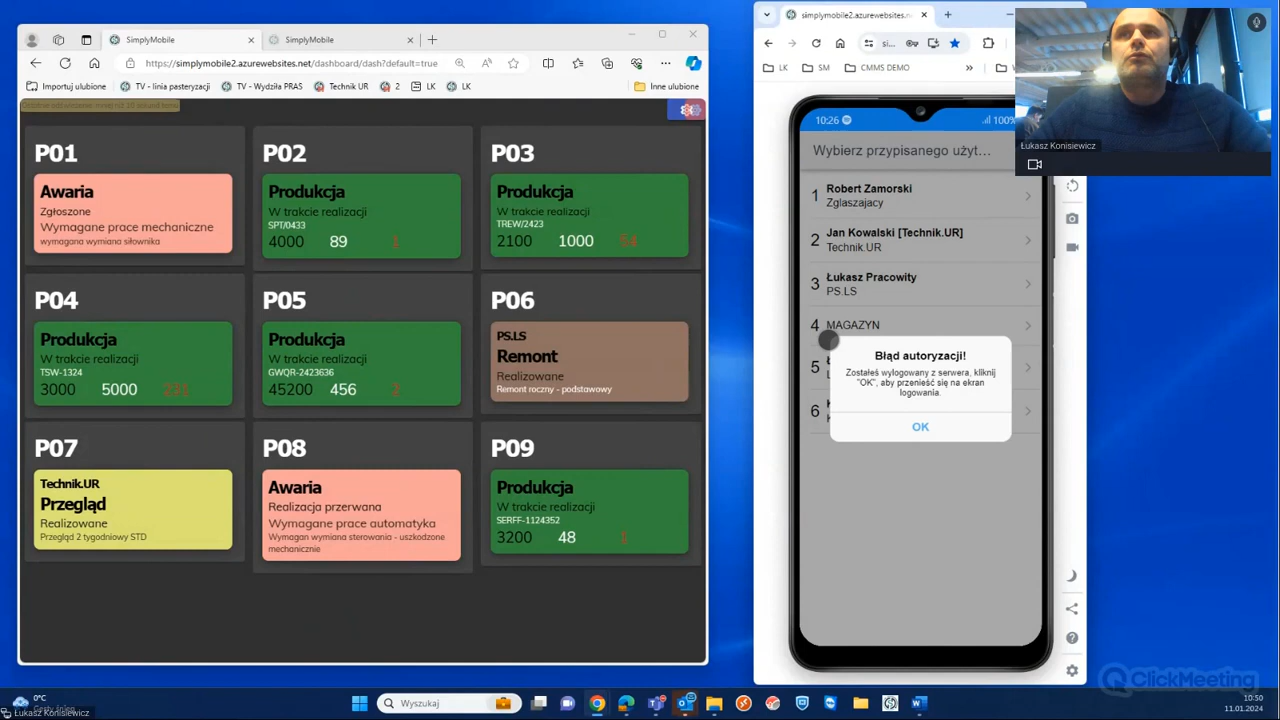 SimplyMobile
SimplyMobile
https://simplymobile2.azurewebsites.net/dashboard/dash?default=true
Importuj ulubione
TV - linia pasteryzacji
TV - Wydziła PRAS
Technik UR
2
LK
LK
Inne ulubione
P01
Awaria
Zgłoszone
Wymagane prace mechaniczne
wymagana wymiana siłownika
P02
Produkcja
W trakcie realizacji
SPT/0433
4000 89 1
P03
Produkcja
W trakcie realizacji
TREW/2423
2100 1000 54
P04
Produkcja
W trakcie realizacji
TSW-1324
3000 5000 231
P05
Produkcja
W trakcie realizacji
GWQR-2423636
45200 456 2
P06
PS.LS
Remont
Realizowane
Remont roczny - podstawowy
P07
Technik.UR
Przegląd
Realizowane
Przegląd 2 tygodniowy STD
P08
Awaria
Realizacja przerwana
Wymagane prace automatyka
Wymagan wymiana sterowania - uszkodzone
mechanicznie
P09
Produkcja
W trakcie realizacji
SERFF-1124352
3200 48 1
simplymobile2.azurewebsites.ne
si...
LK
SM
CMMS DEMO
»
10:26
100%
Wybierz przypisanego użyt...
1 Robert Zamorski
Zglaszajacy
2 Jan Kowalski [Technik.UR]
Technik.UR
3 Łukasz Pracowity
PS.LS
4 MAGAZYN
5
6
Błąd autoryzacji!
Zostałeś wylogowany z serwera, kliknij
"OK", aby przenieść się na ekran
logowania.
OK
Łukasz Konisiewicz
ClickMeeting
0°C
Łukasz Konisiewicz
Wyszukaj
10:50
11.01.2024